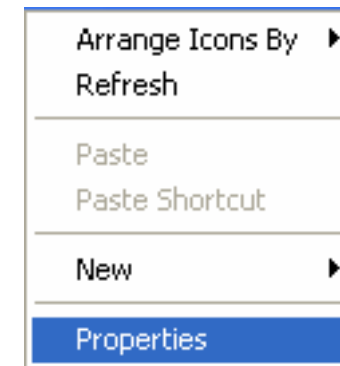 Arrange Icons By
Refresh
Paste
Paste Shortcut
New
Properties